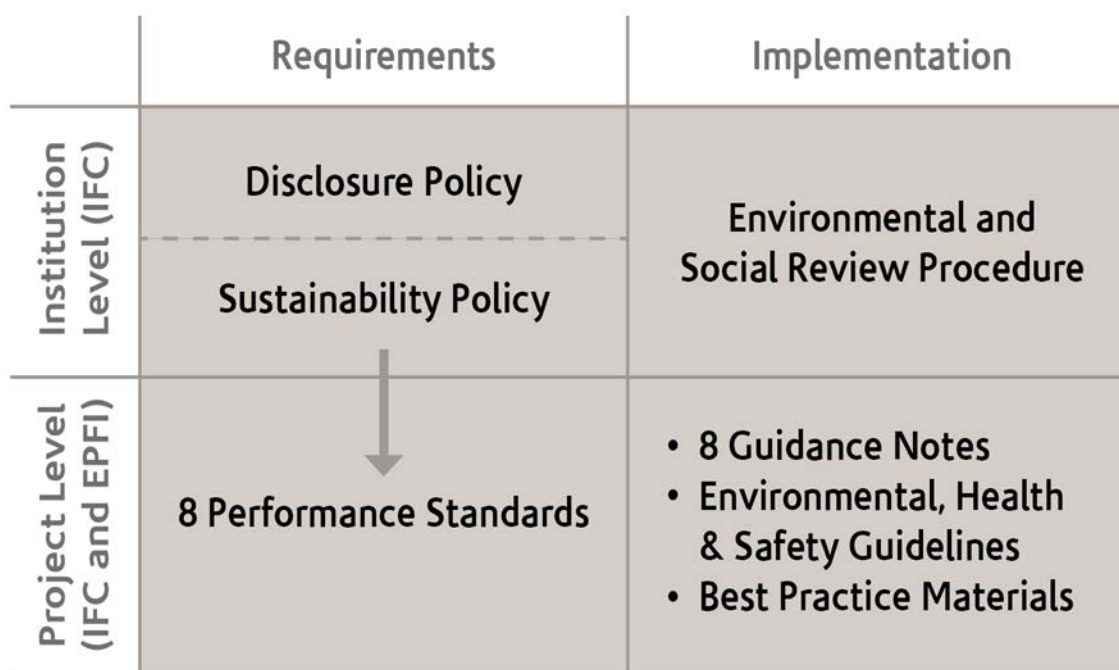 Requirements
Implementation
Institution
Level (IFC)
Disclosure Policy
Sustainability Policy
Environmental and
Social Review Procedure
Project Level
(IFC and EPFI)
8 Performance Standards
• 8 Guidance Notes
• Environmental, Health
& Safety Guidelines
• Best Practice Materials